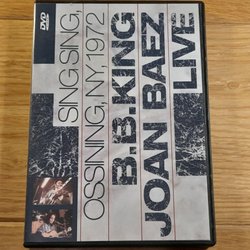 DVD
SING SING,
OSSINING, NY, 1972
B.B.KING
JOAN BAEZ
LIVE